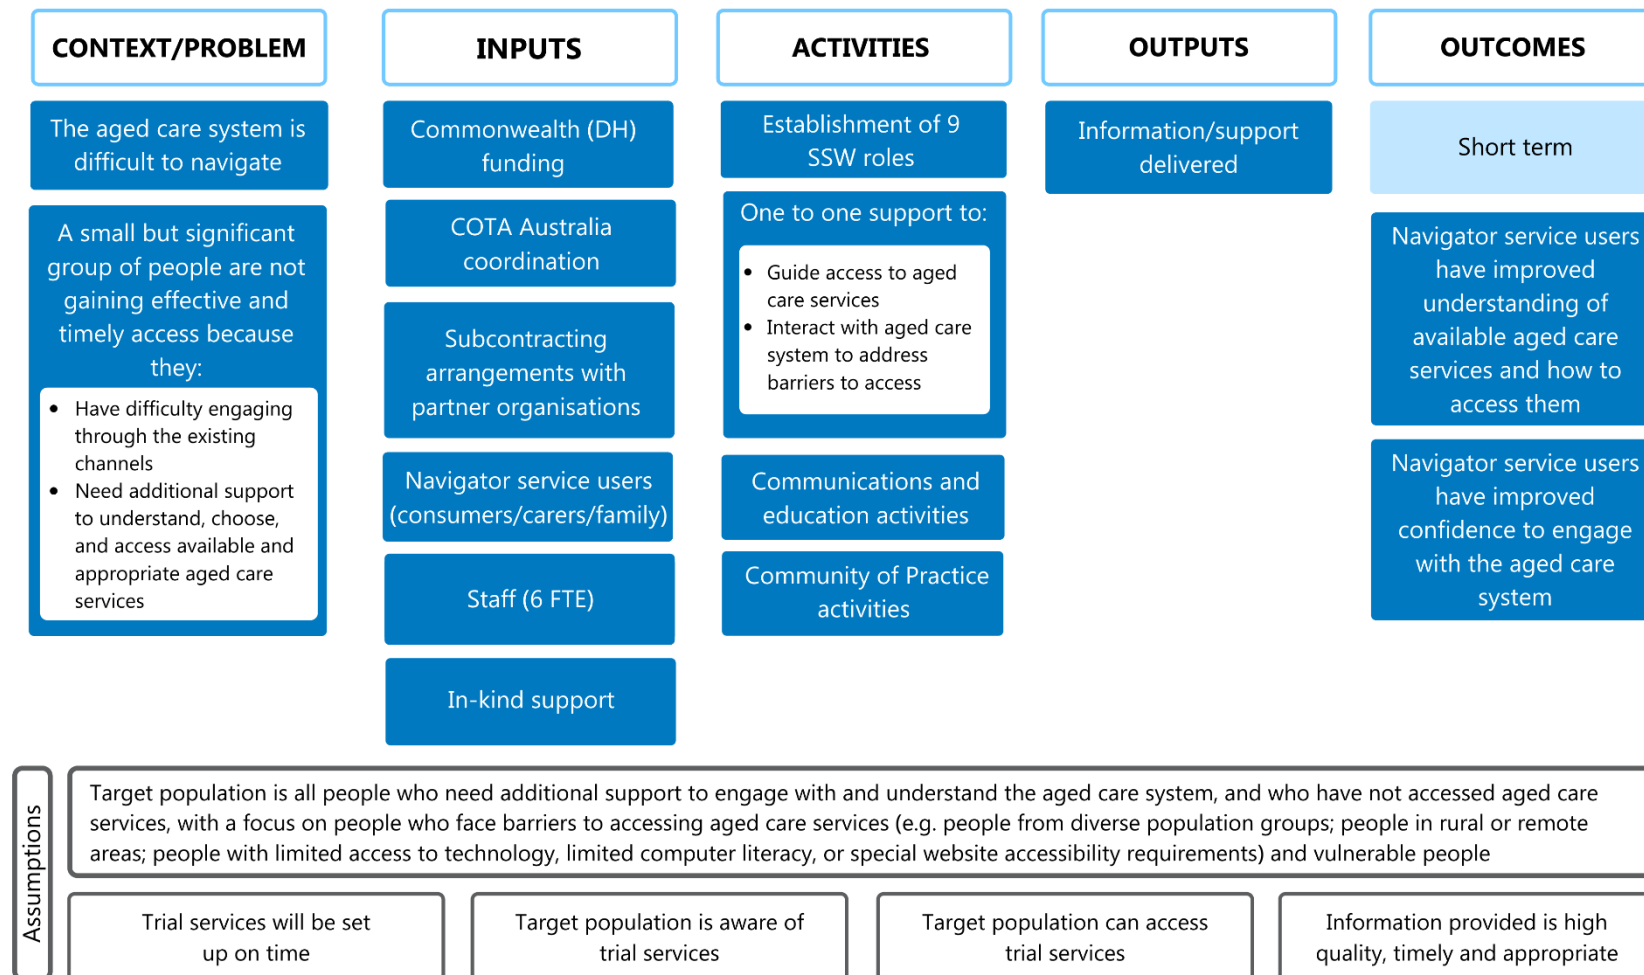 CONTEXT/PROBLEM
The aged care system is
difficult to navigate
A small but significant
group of people are not
gaining effective and
timely access because
they:
• Have difficulty engaging
through the existing
channels
• Need additional support
to understand, choose,
and access available and
appropriate aged care
services
INPUTS
Commonwealth (DH)
funding
COTA Australia
coordination
Subcontracting
arrangements with
partner organisations
Navigator service users
(consumers/carers/family)
Staff (6 FTE)
In-kind support
ACTIVITIES
Establishment of 9
SSW roles
One to one support to:
• Guide access to aged
care services
• Interact with aged care
system to address
barriers to access
Communications and
education activities
Community of Practice
activities
OUTPUTS
Information/support
delivered
OUTCOMES
Short term
Navigator service users
have improved
understanding of
available aged care
services and how to
access them
Navigator service users
have improved
confidence to engage
with the aged care
system
Assumptions
Target population is all people who need additional support to engage with and understand the aged care system, and who have not accessed aged care
services, with a focus on people who face barriers to accessing aged care services (e.g. people from diverse population groups; people in rural or remote
areas; people with limited access to technology, limited computer literacy, or special website accessibility requirements) and vulnerable people
Trial services will be set
up on time
Target population is aware of
trial services
Target population can access
trial services
Information provided is high
quality, timely and appropriate